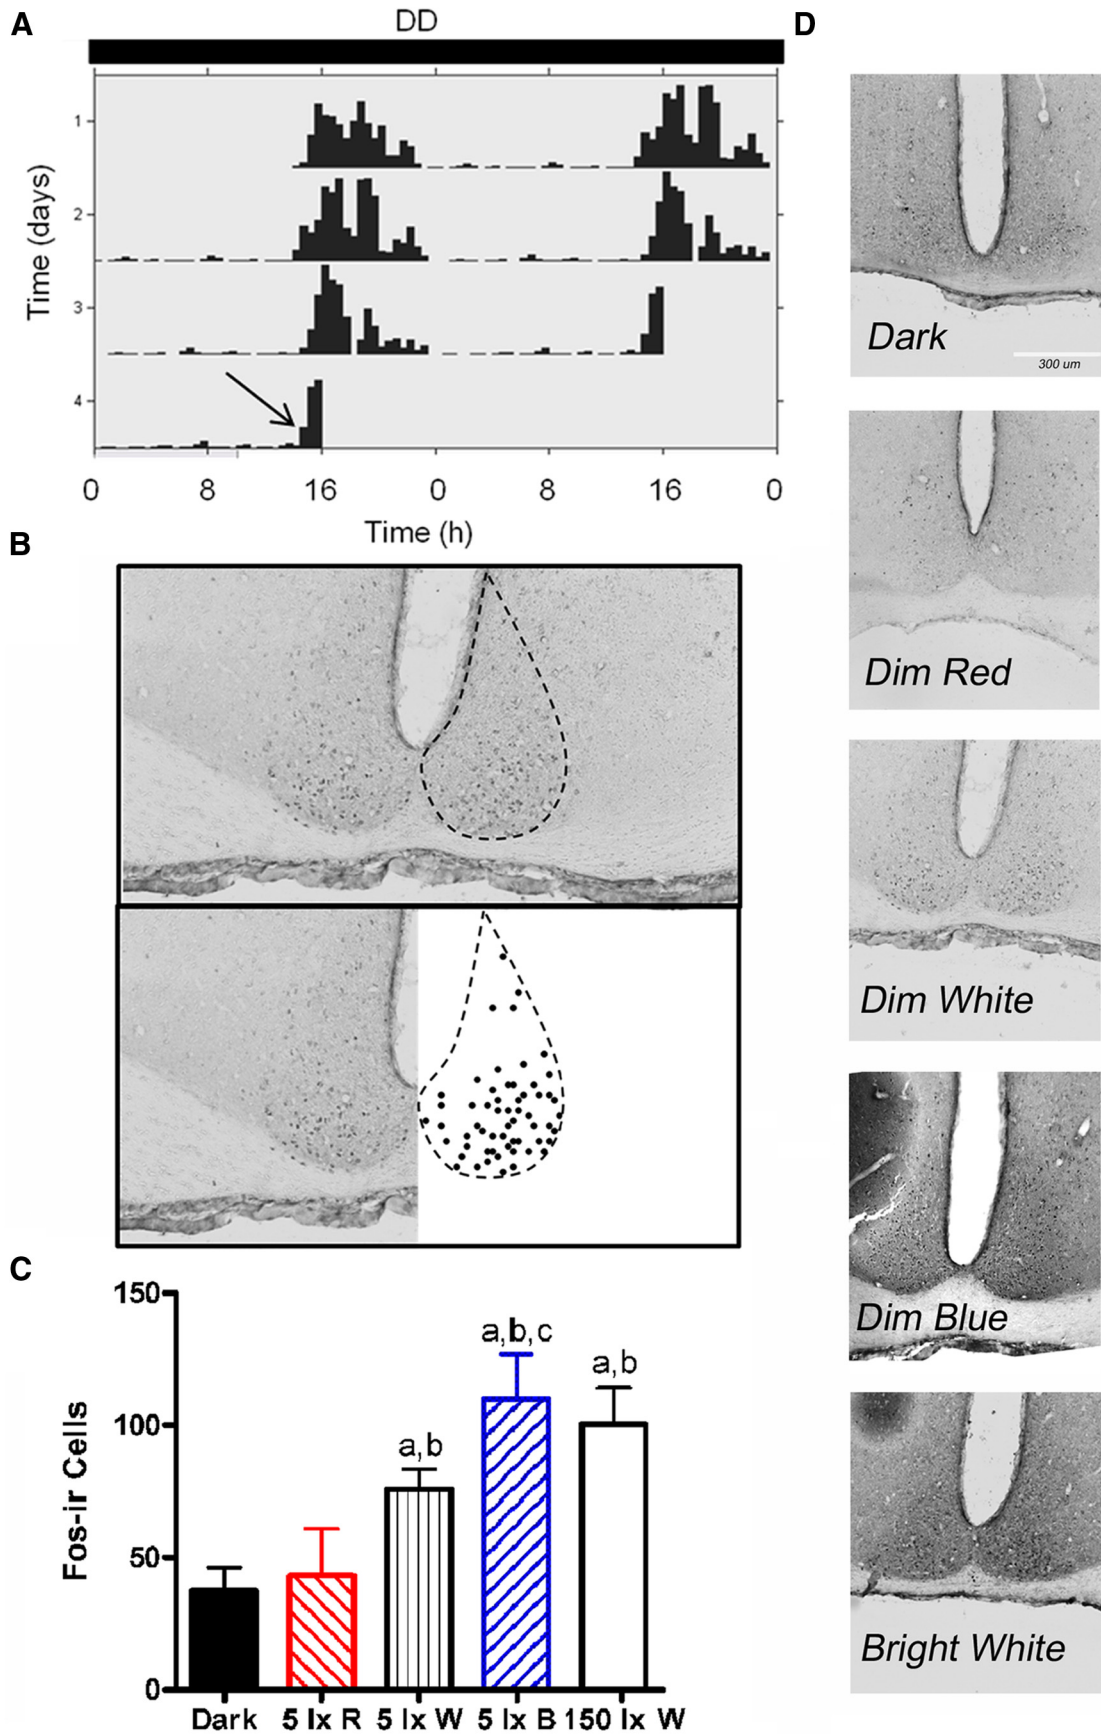 A
DD
Time (days)
1
2
3
4
0 8 16 0 8 16 0
Time (h)
B
C
Fos-ir Cells
150
100
50
0
a,b
a,b,c
a,b
Dark 5 lx R 5 lx W 5 lx B 150 lx W
D
Dark
300 um
Dim Red
Dim White
Dim Blue
Bright White